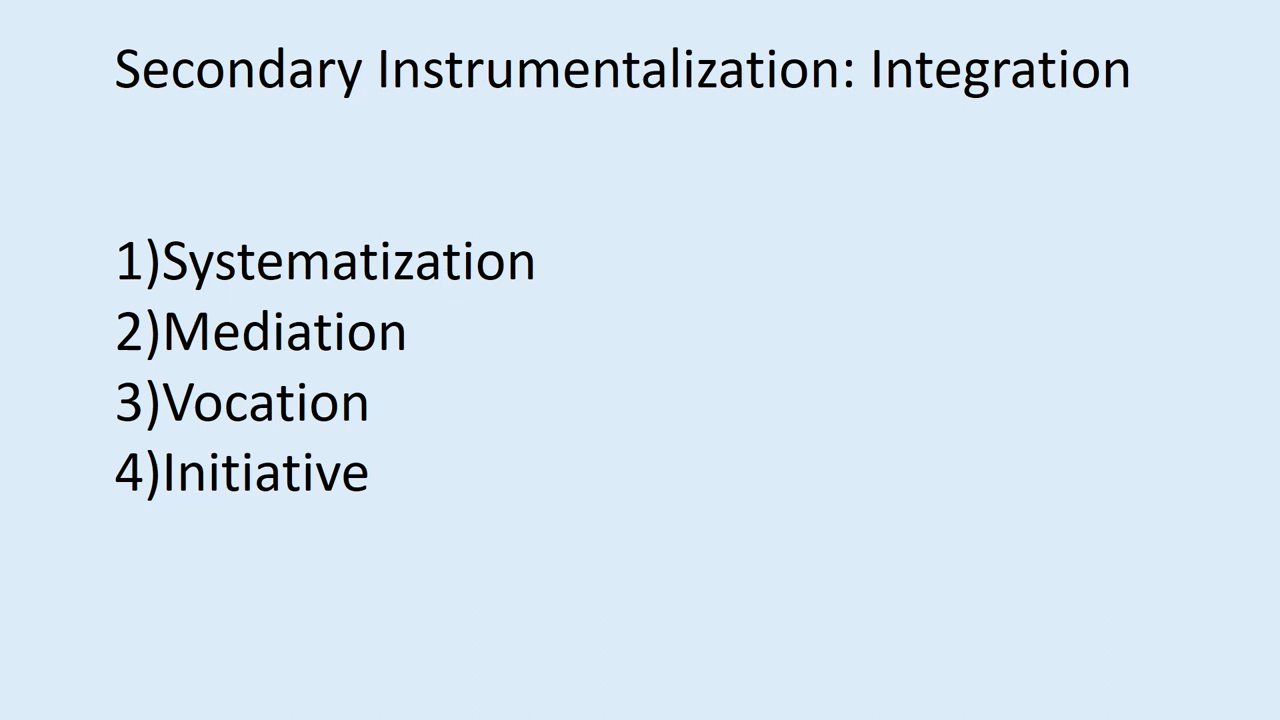 Secondary Instrumentalization: Integration
1)Systematization
2)Mediation
3)Vocation
4)Initiative